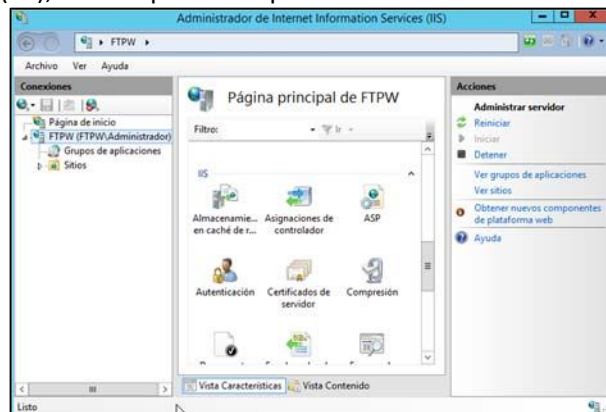 Administrador de Internet Information Services (IIS)
FTPW
Archivo Ver Ayuda
Conexiones
Página de inicio
FTPW (FTPW\Administrador)
Grupos de aplicaciones
Sitios
Página principal de FTPW
Filtro: Ir
IIS
Almacenamie... en caché de r...
Asignaciones de controlador
ASP
Autenticación
Certificados de servidor
Compresión
Vista Características Vista Contenido
Acciones
Administrar servidor
Reiniciar
Iniciar
Detener
Ver grupos de aplicaciones
Ver sitios
Obtener nuevos componentes
de plataforma web
Ayuda
Listo